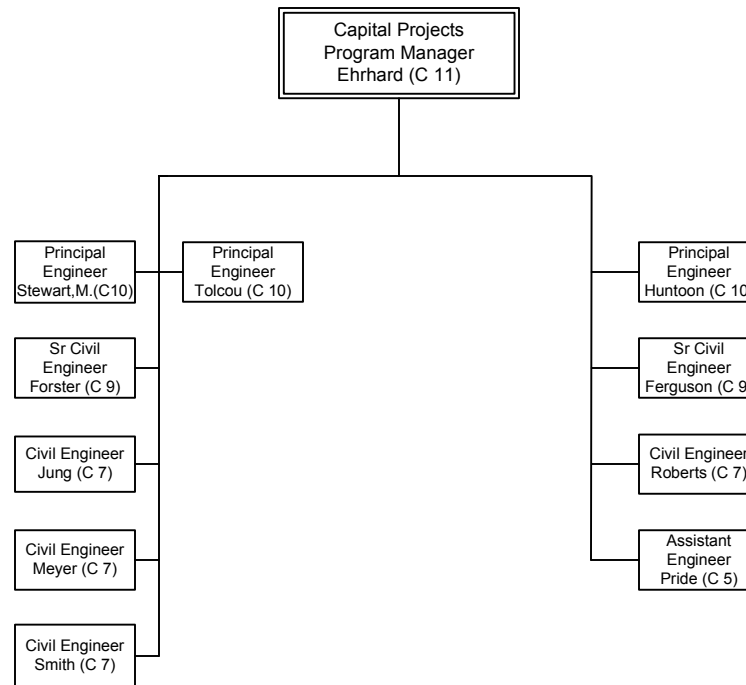 Capital Projects
Program Manager
Ehrhard (C 11)
Principal
Engineer
Stewart,M.(C10)
Principal
Engineer
Tolcou (C 10)
Principal
Engineer
Huntoon (C 10
Sr Civil
Engineer
Forster (C 9)
Sr Civil
Engineer
Ferguson (C 9
Civil Engineer
Jung (C 7)
Civil Engineer
Roberts (C 7)
Civil Engineer
Meyer (C 7)
Assistant
Engineer
Pride (C 5)
Civil Engineer
Smith (C 7)